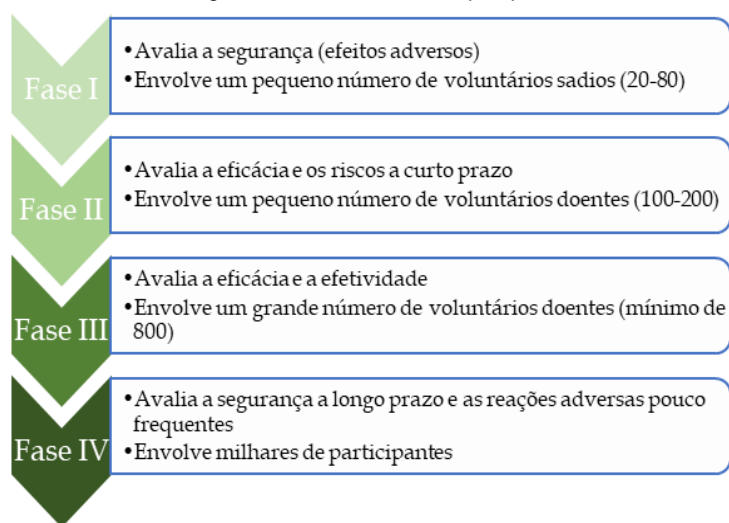 Fase I
•Avalia a segurança (efeitos adversos)
•Envolve um pequeno número de voluntários sadios (20-80)
Fase II
•Avalia a eficácia e os riscos a curto prazo
•Envolve um pequeno número de voluntários doentes (100-200)
Fase III
•Avalia a eficácia e a efetividade
•Envolve um grande número de voluntários doentes (mínimo de
800)
Fase IV
•Avalia a segurança a longo prazo e as reações adversas pouco
frequentes
•Envolve milhares de participantes